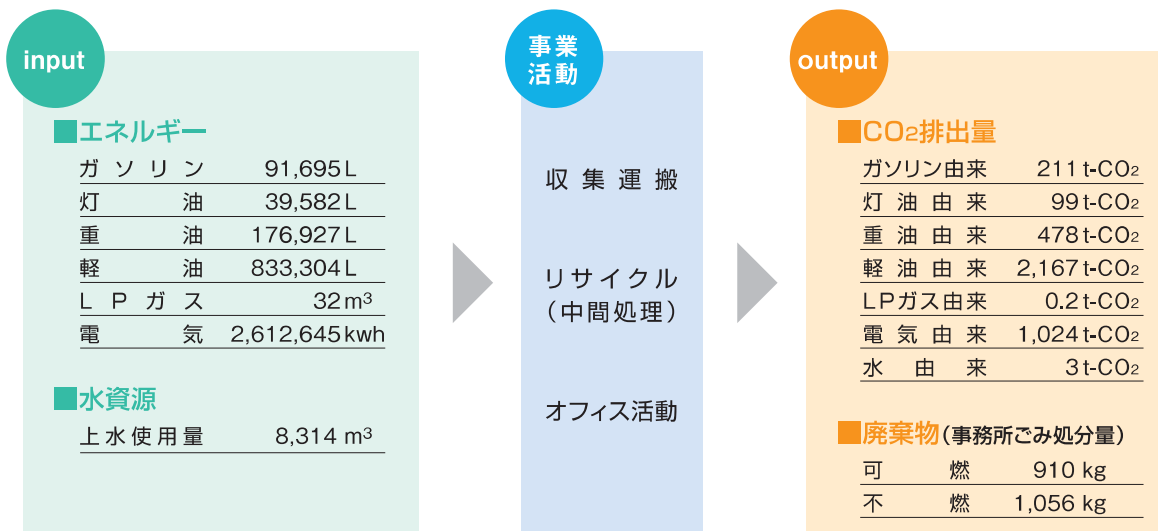 input
■エネルギー
ガソリン 91,695L
灯油 39,582L
重油 176,927L
軽油 833,304L
LPガス 32m³
電気 2,612,645kwh
■水資源
上水使用量 8,314 m³
事業
活動
収集運搬
リサイクル
（中間処理）
オフィス活動
output
■CO₂排出量
ガソリン由来 211t-CO₂
灯油由来 99t-CO₂
重油由来 478t-CO₂
軽油由来 2,167t-CO₂
LPガス由来 0.2t-CO₂
電気由来 1,024t-CO₂
水由来 3t-CO₂
■廃棄物（事務所ごみ処分量）
可燃 910 kg
不燃 1,056 kg